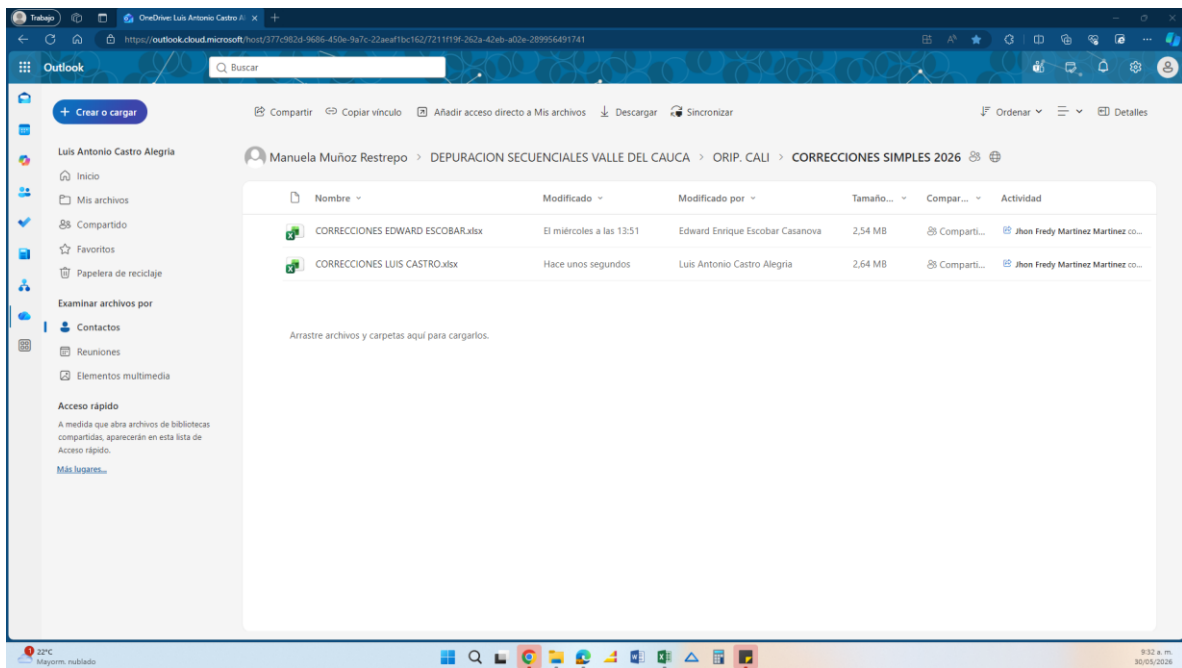 Trabajo
OneDrive: Luis Antonio Castro Al
https://outlook.cloud.microsoft/host/377c982d-9686-450e-9a7c-22aeaf1bc162/7211f19f-262a-42eb-a02e-289956491741
Outlook
Buscar
Crear o cargar
Compartir Copiar vínculo Añadir acceso directo a Mis archivos Descargar Sincronizar
Ordenar Detalles
Luis Antonio Castro Alegria
Inicio
Mis archivos
Compartido
Favoritos
Papelera de reciclaje
Examinar archivos por
Contactos
Reuniones
Elementos multimedia
Acceso rápido
A medida que abra archivos de bibliotecas
compartidas, aparecerán en esta lista de
Acceso rápido.
Más lugares...
Manuela Muñoz Restrepo > DEPURACION SECUENCIALES VALLE DEL CAUCA > ORIP. CALI > CORRECCIONES SIMPLES 2026
Nombre Modificado Modificado por Tamaño... Compar... Actividad
CORRECCIONES EDWARD ESCOBAR.xlsx El miércoles a las 13:51 Edward Enrique Escobar Casanova 2,54 MB Comparti... Jhon Fredy Martinez Martinez co...
CORRECCIONES LUIS CASTRO.xlsx Hace unos segundos Luis Antonio Castro Alegria 2,64 MB Comparti... Jhon Fredy Martinez Martinez co...
Arrastre archivos y carpetas aquí para cargarlos.
1
22°C
Mayorm. nublado
9:32 a. m.
30/05/2026